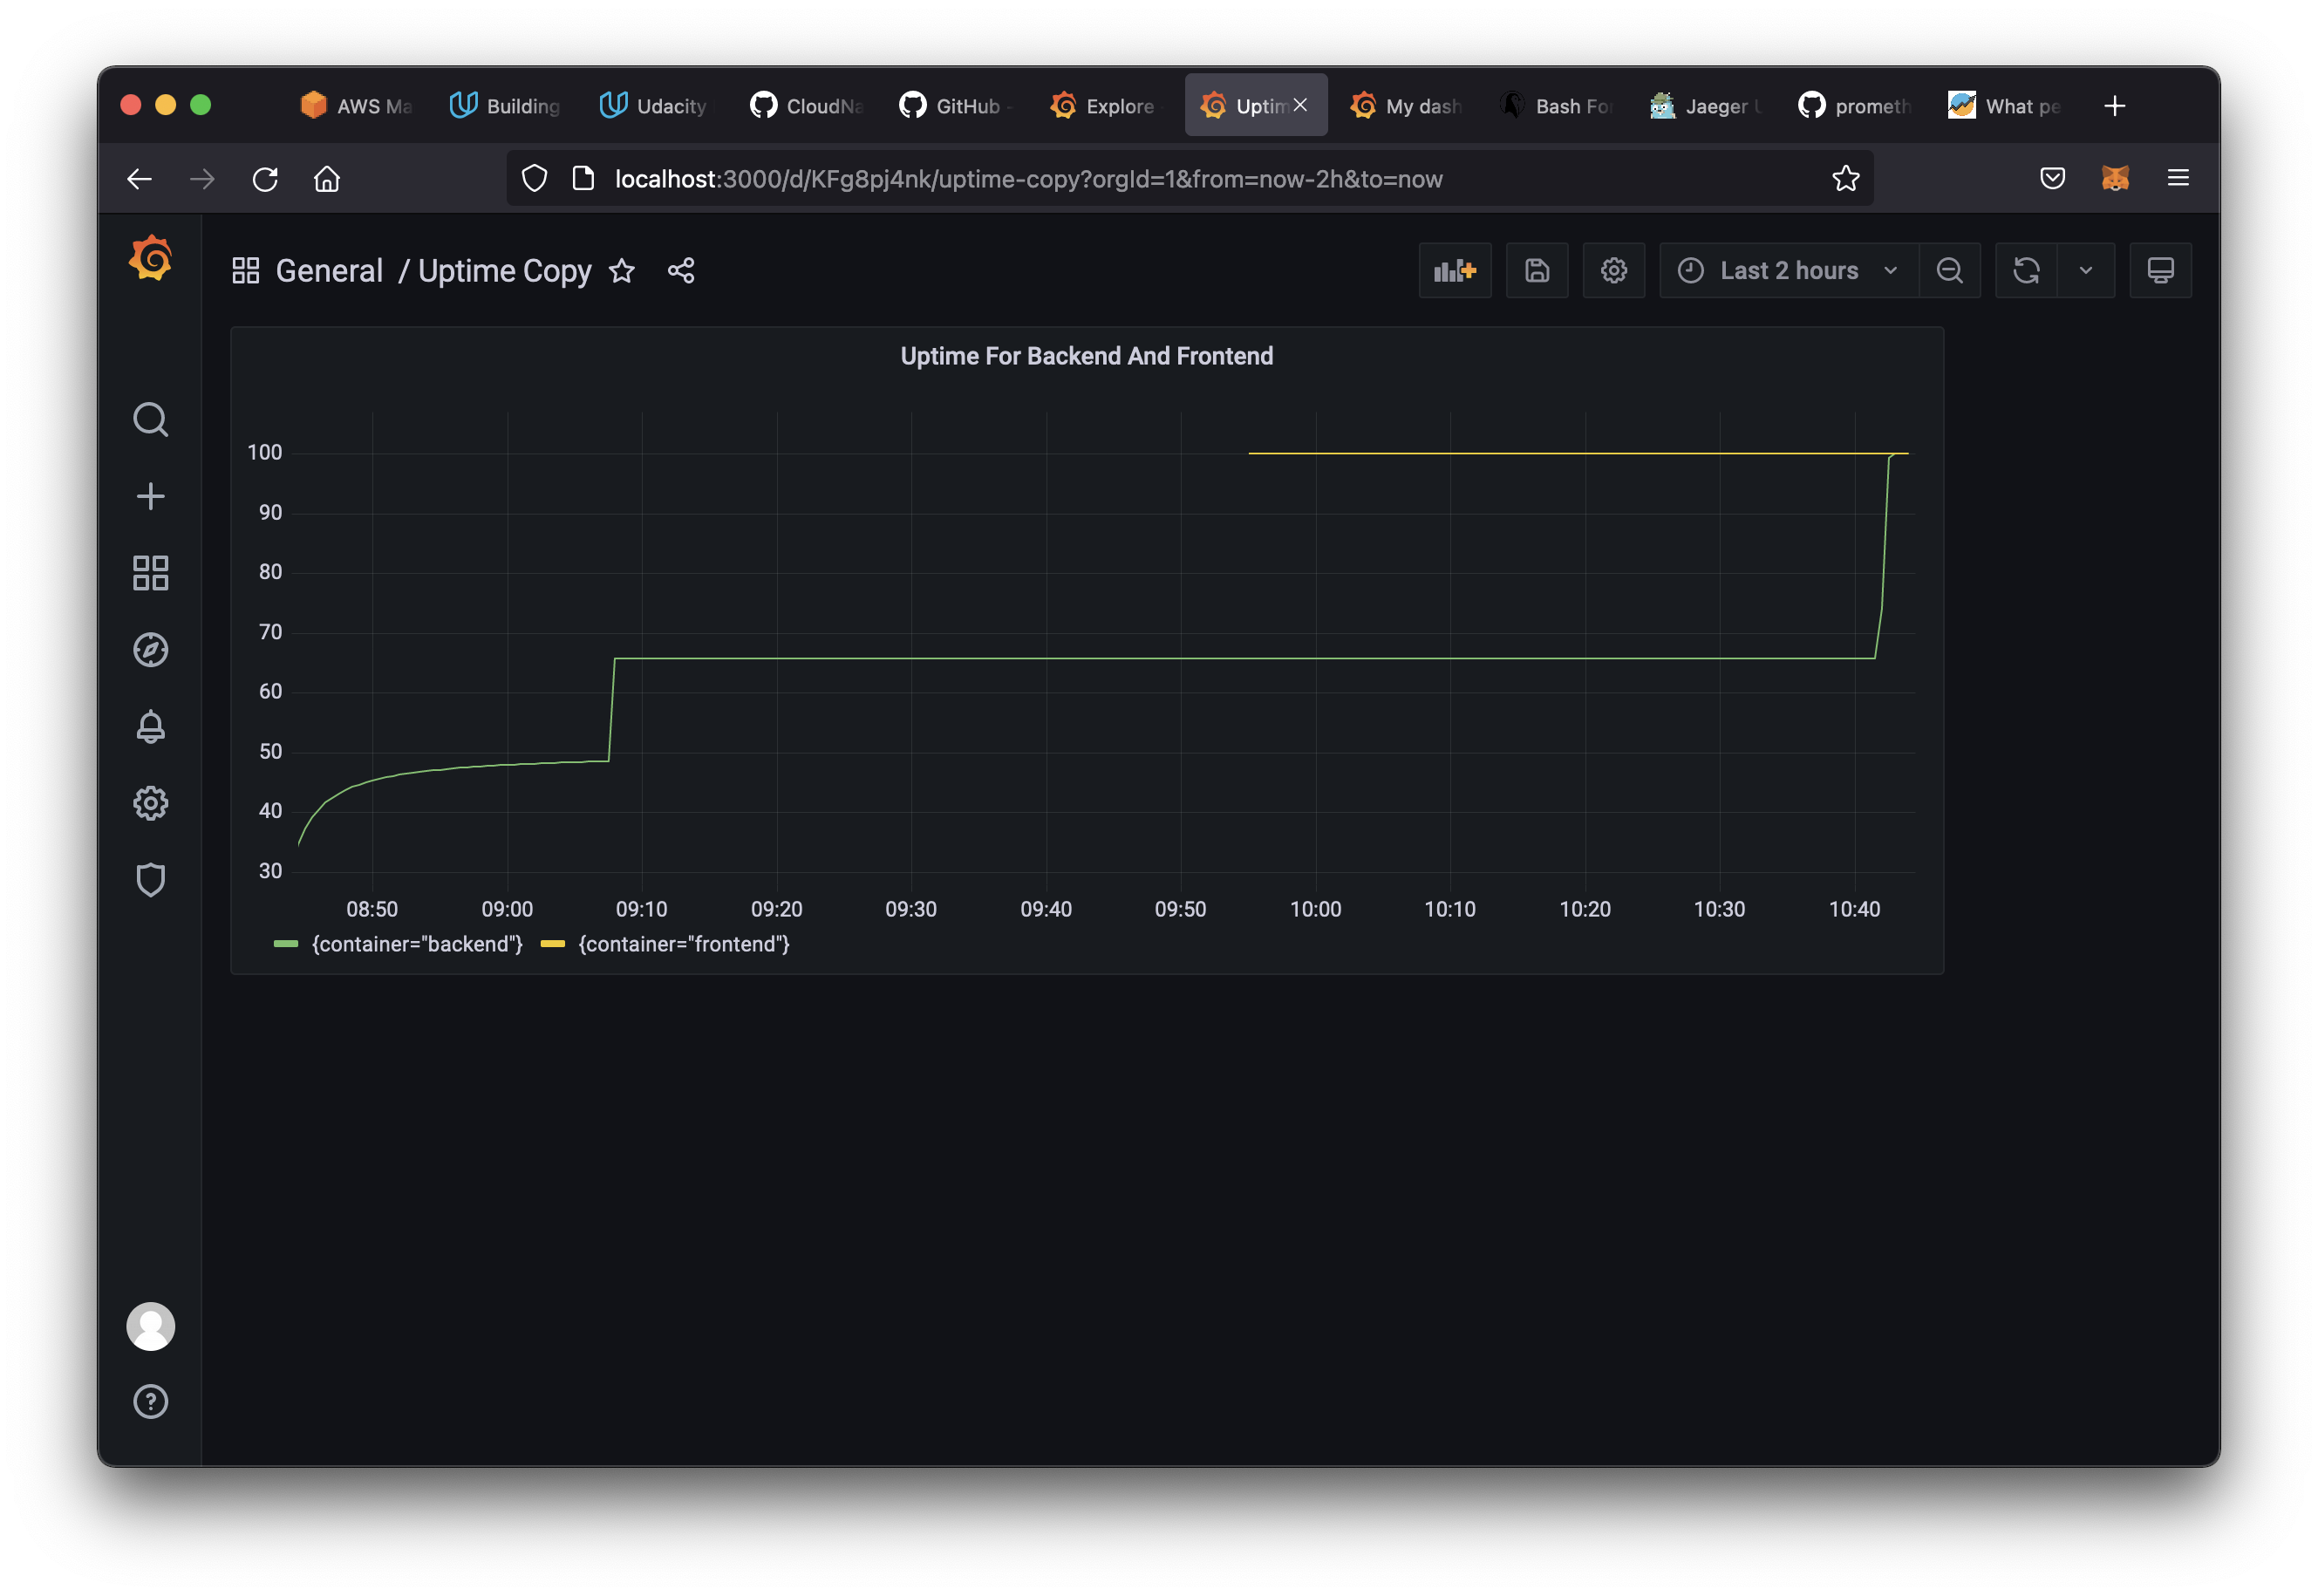 AWS Ma
Building
Udacity
CloudNa
GitHub -
Explore
Uptim
My dash
Bash For
Jaeger U
prometh
What pe
localhost:3000/d/KFg8pj4nk/uptime-copy?orgId=1&from=now-2h&to=now
General / Uptime Copy
Last 2 hours
Uptime For Backend And Frontend
100
90
80
70
60
50
40
30
08:50 09:00 09:10 09:20 09:30 09:40 09:50 10:00 10:10 10:20 10:30 10:40
{container="backend"} {container="frontend"}